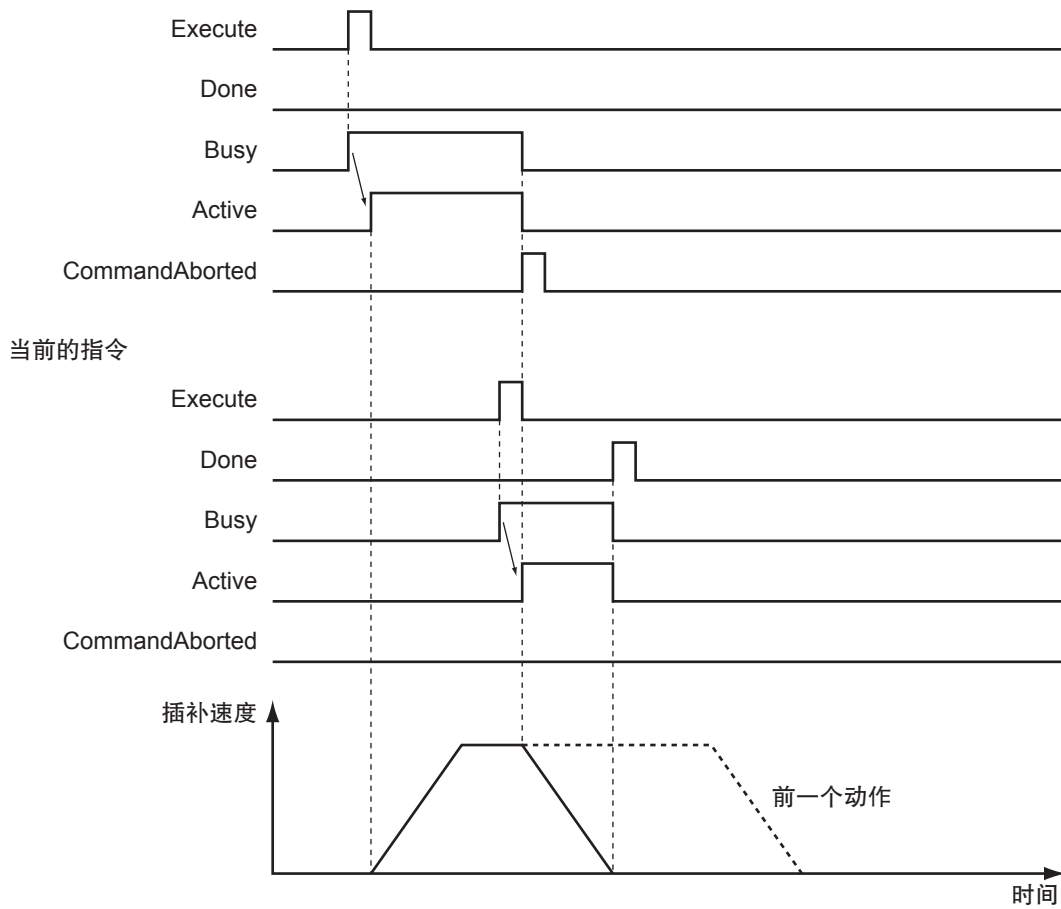 Execute
Done
Busy
Active
CommandAborted
当前的指令
Execute
Done
Busy
Active
CommandAborted
插补速度
前一个动作
时间